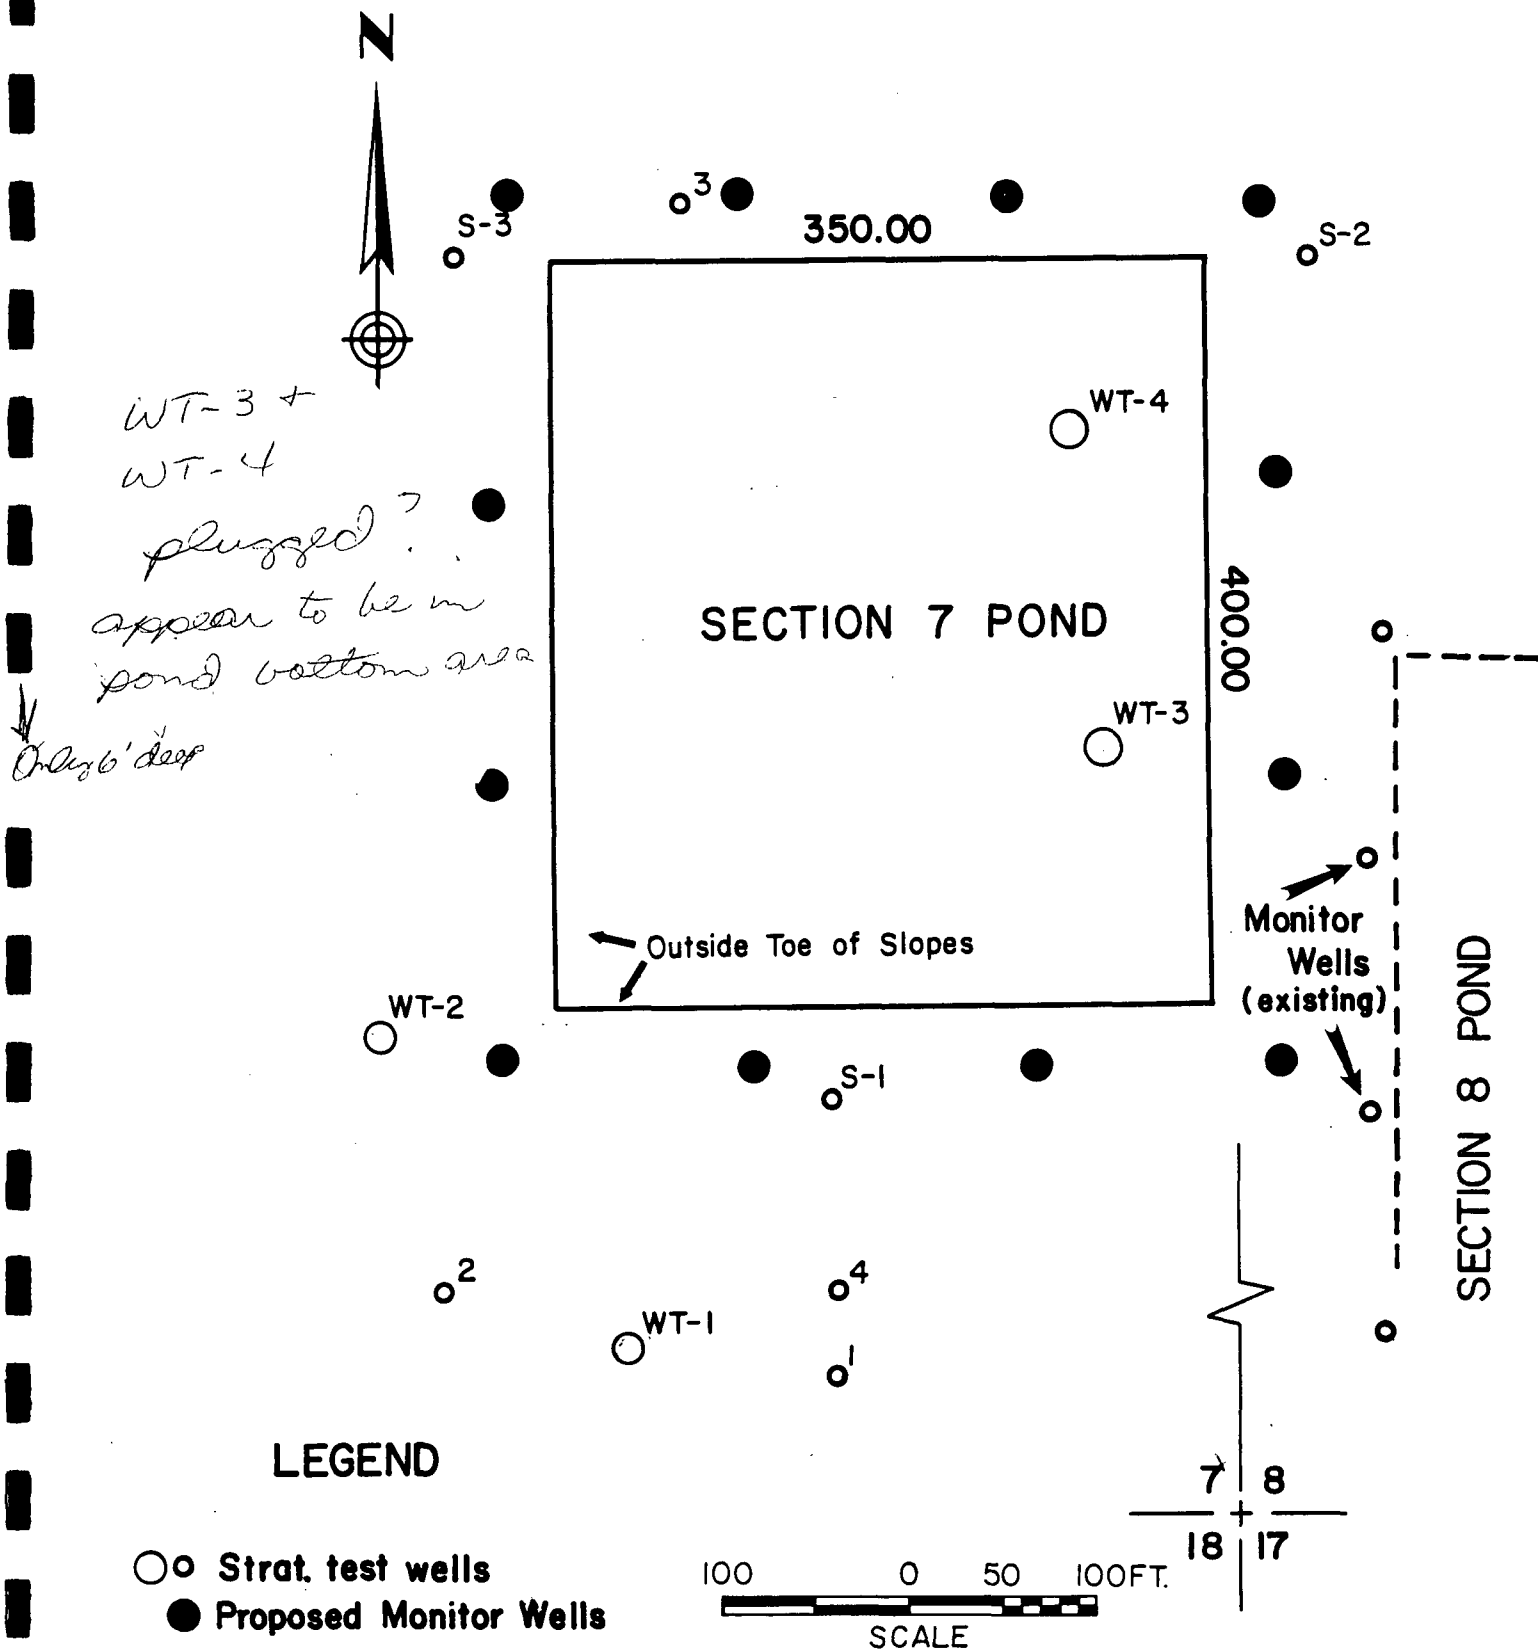 N
3
S-3
350.00
S-2
WT-3 +
WT-4
plugged ?
appear to be in
pond bottom area
Only 6' deep
WT-4
SECTION 7 POND
400.00
WT-3
Outside Toe of Slopes
Monitor
Wells
(existing)
SECTION 8 POND
WT-2
S-1
2
4
WT-1
1
LEGEND
Strat. test wells
Proposed Monitor Wells
7 8
18 17
100 0 50 100FT.
SCALE